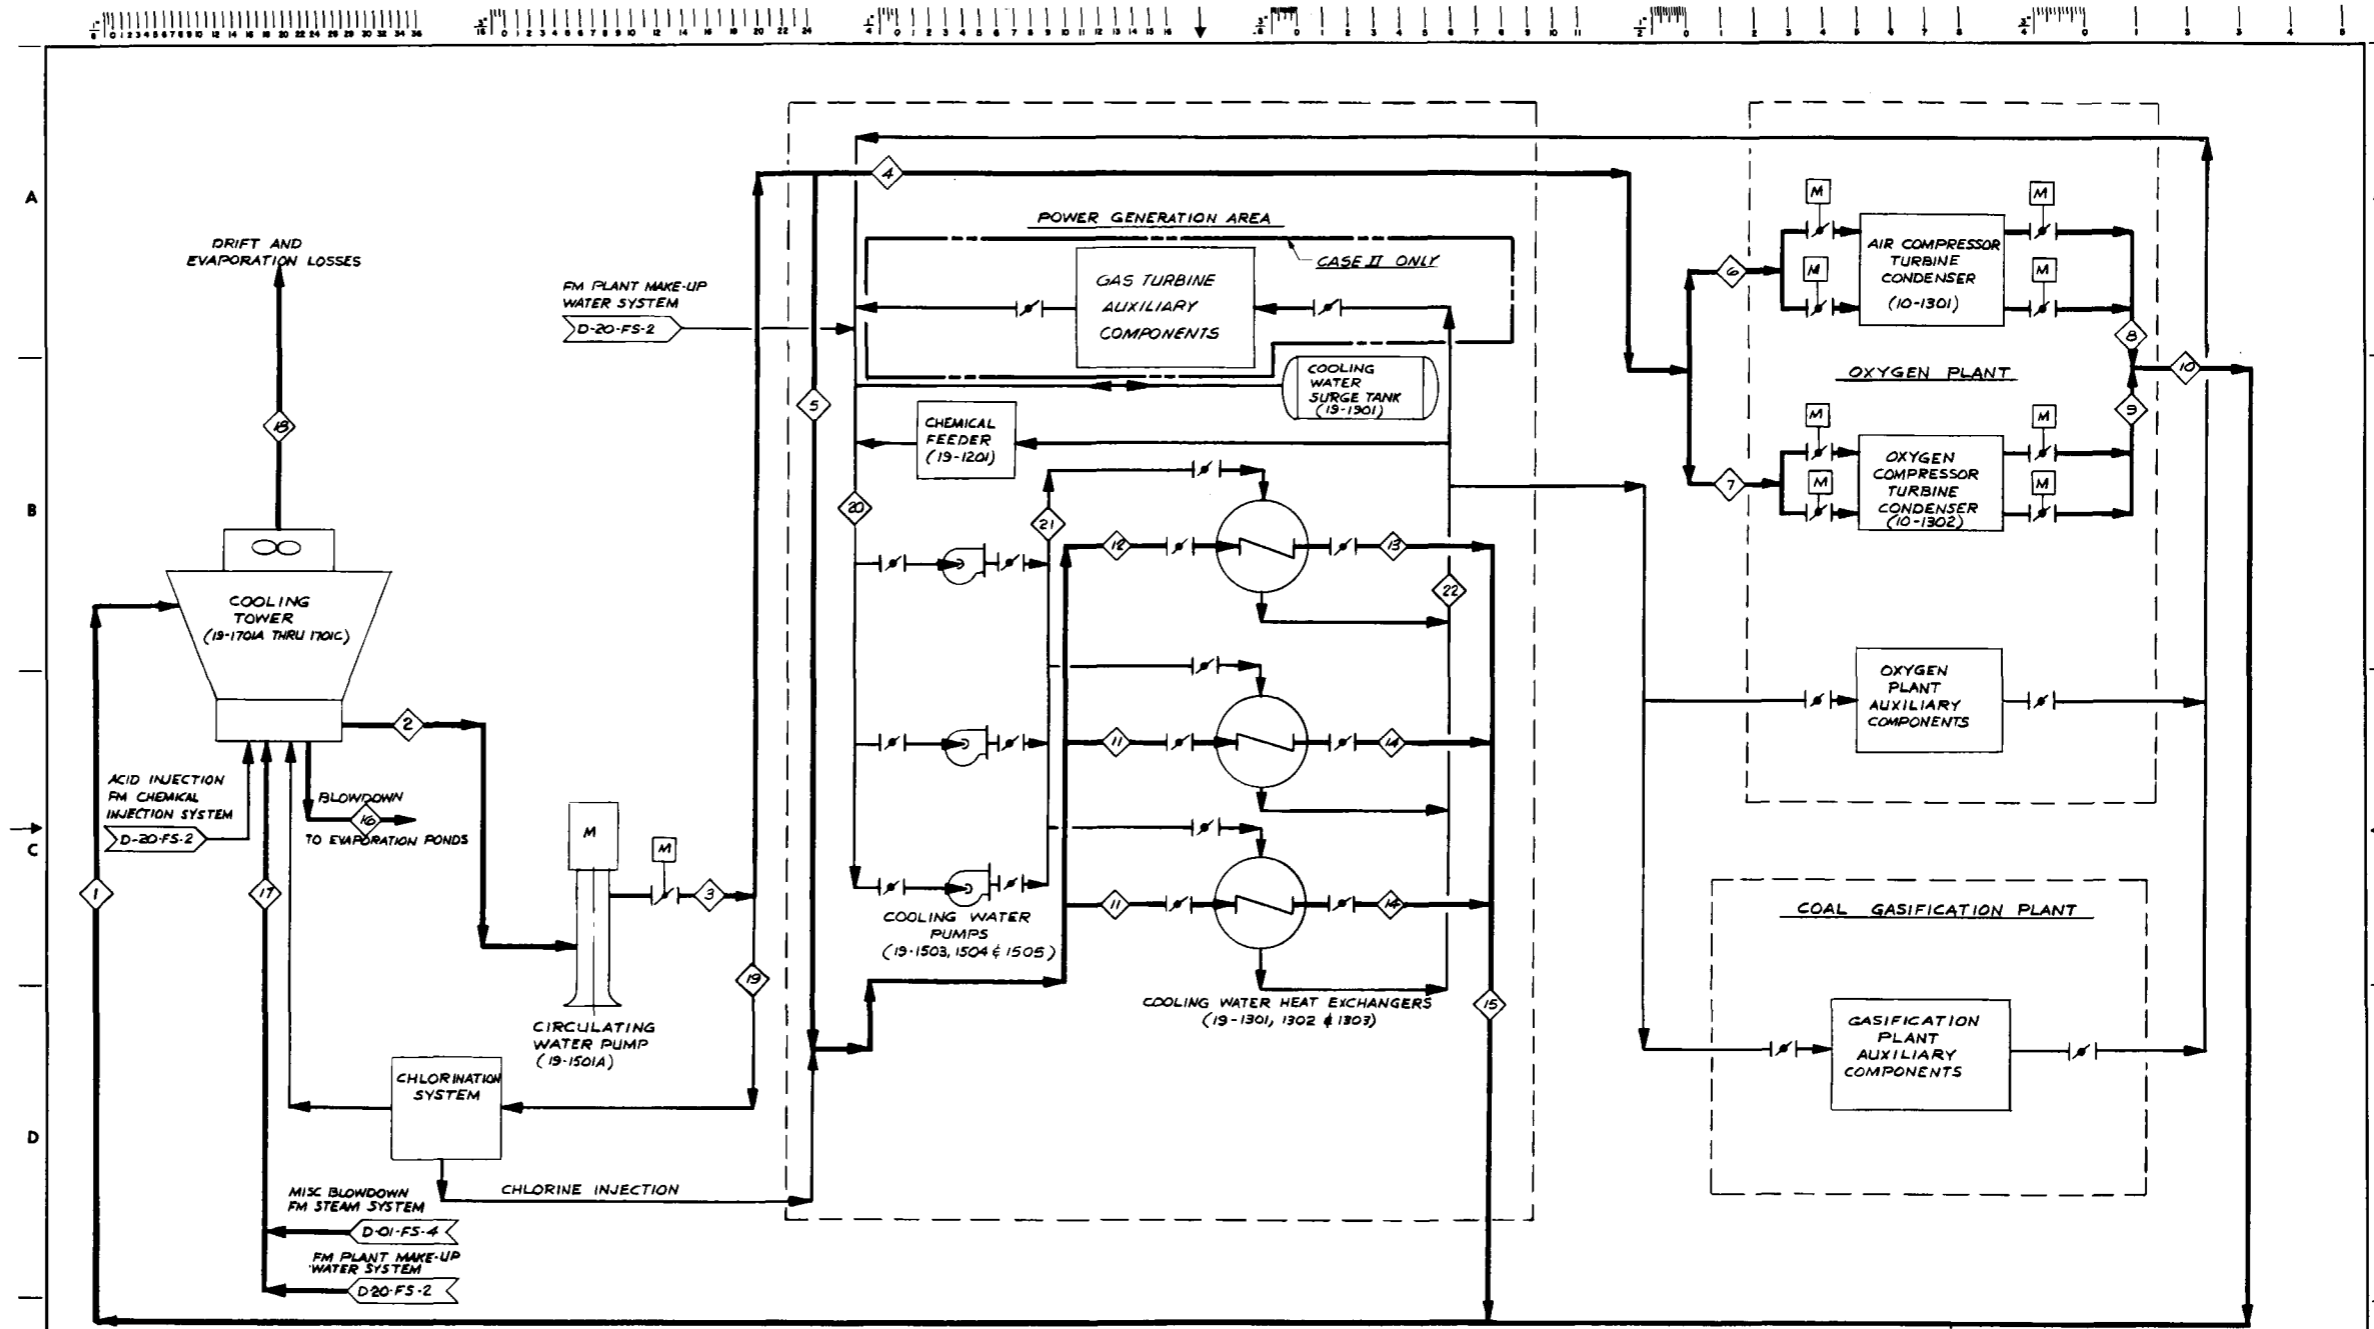 A
B
C
D
DRIFT AND
EVAPORATION LOSSES
18
COOLING
TOWER
(19-1701A THRU 1701C)
2
ACID INJECTION
FM CHEMICAL
INJECTION SYSTEM
D-20-FS-2
BLOWDOWN
16
TO EVAPORATION PONDS
1
17
M
M
3
CIRCULATING
WATER PUMP
(19-1501A)
19
CHLORINATION
SYSTEM
CHLORINE INJECTION
MISC BLOWDOWN
FM STEAM SYSTEM
D-01-FS-4
FM PLANT MAKE-UP
WATER SYSTEM
D-20-FS-2
FM PLANT MAKE-UP
WATER SYSTEM
D-20-FS-2
4
5
POWER GENERATION AREA
CASE II ONLY
GAS TURBINE
AUXILIARY
COMPONENTS
COOLING
WATER
SURGE TANK
(19-1901)
CHEMICAL
FEEDER
(19-1201)
20
21
12
13
22
11
14
11
14
COOLING WATER
PUMPS
(19-1503, 1504 & 1505)
COOLING WATER HEAT EXCHANGERS
(19-1301, 1302 & 1303)
15
M
M
6
AIR COMPRESSOR
TURBINE
CONDENSER
(10-1301)
M
M
8
OXYGEN PLANT
10
9
M
M
7
OXYGEN
COMPRESSOR
TURBINE
CONDENSER
(10-1302)
M
M
OXYGEN
PLANT
AUXILIARY
COMPONENTS
COAL GASIFICATION PLANT
GASIFICATION
PLANT
AUXILIARY
COMPONENTS